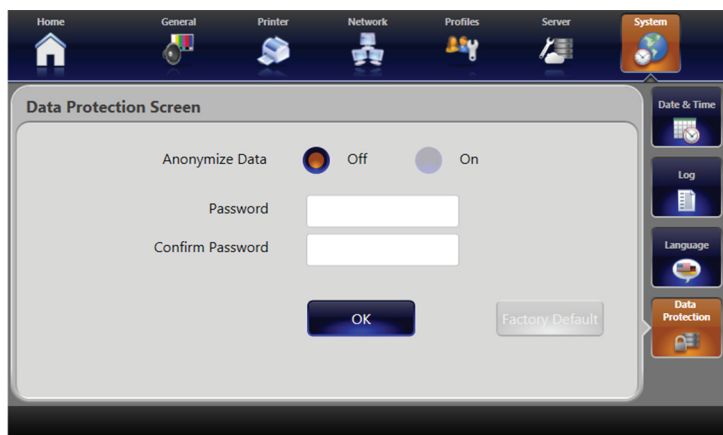 Home General Printer Network Profiles Server System
Data Protection Screen
Date & Time
Anonymize Data Off On
Log
Password
Confirm Password
Language
OK Factory Default
Data
Protection